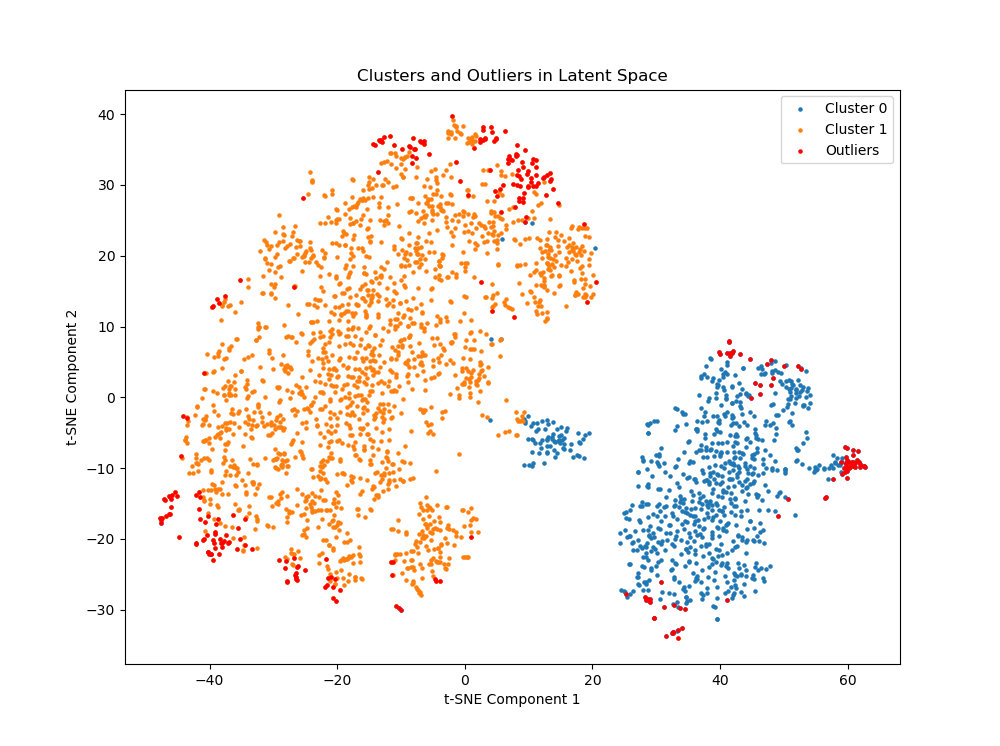 Clusters and Outliers in Latent Space
Cluster 0
Cluster 1
Outliers
40
30
20
10
0
−10
−20
−30
t-SNE Component 2
−40
−20
0
20
40
60
t-SNE Component 1